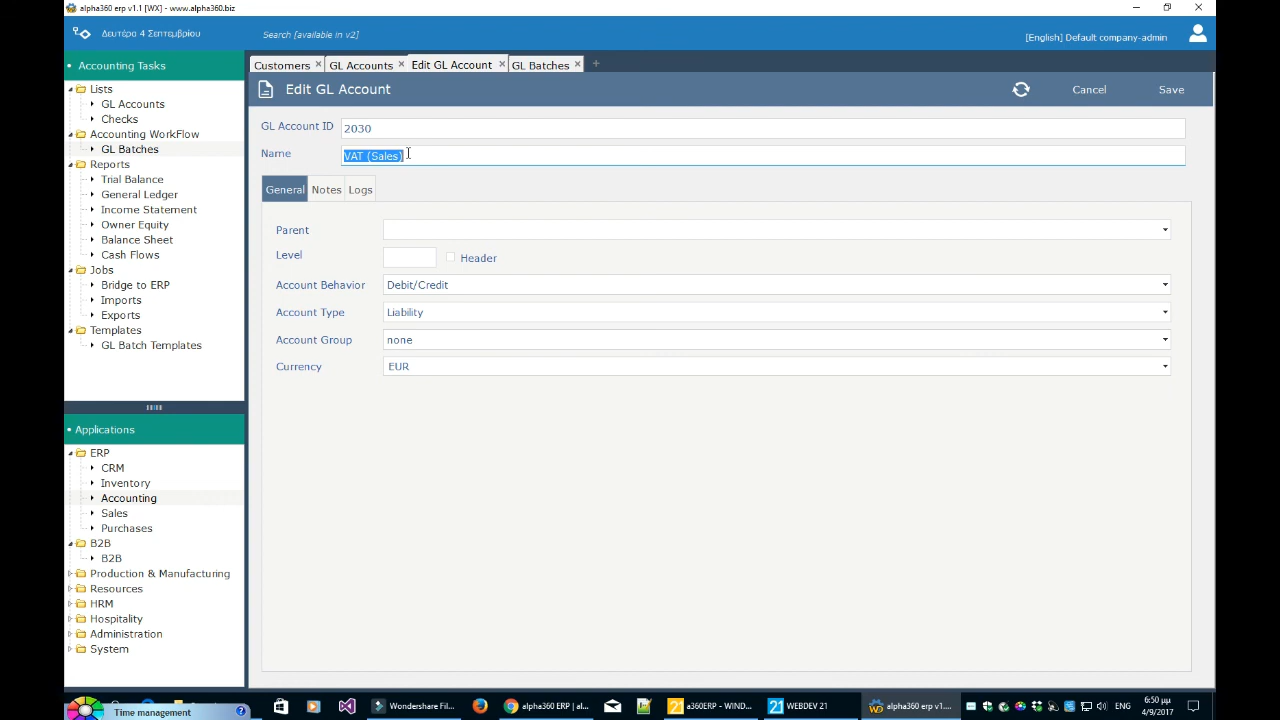 alpha360 erp v1.1 [WX] - www.alpha360.biz
Δευτέρα 4 Σεπτεμβρίου
Search [available in v2]
[English] Default company-admin
Accounting Tasks
Customers
GL Accounts
Edit GL Account
GL Batches
Edit GL Account
Cancel
Save
Lists
GL Accounts
Checks
Accounting WorkFlow
GL Batches
Reports
Trial Balance
General Ledger
Income Statement
Owner Equity
Balance Sheet
Cash Flows
Jobs
Bridge to ERP
Imports
Exports
Templates
GL Batch Templates
GL Account ID
2030
Name
VAT (Sales)
General
Notes
Logs
Parent
Level
Header
Account Behavior
Debit/Credit
Account Type
Liability
Account Group
none
Currency
EUR
Applications
ERP
CRM
Inventory
Accounting
Sales
Purchases
B2B
B2B
Production & Manufacturing
Resources
HRM
Hospitality
Administration
System
Time management
Wondershare Fil...
alpha360 ERP | al...
21
a360ERP - WIND...
21
WEBDEV 21
alpha360 erp v1....
6:50 μμ
4/9/2017